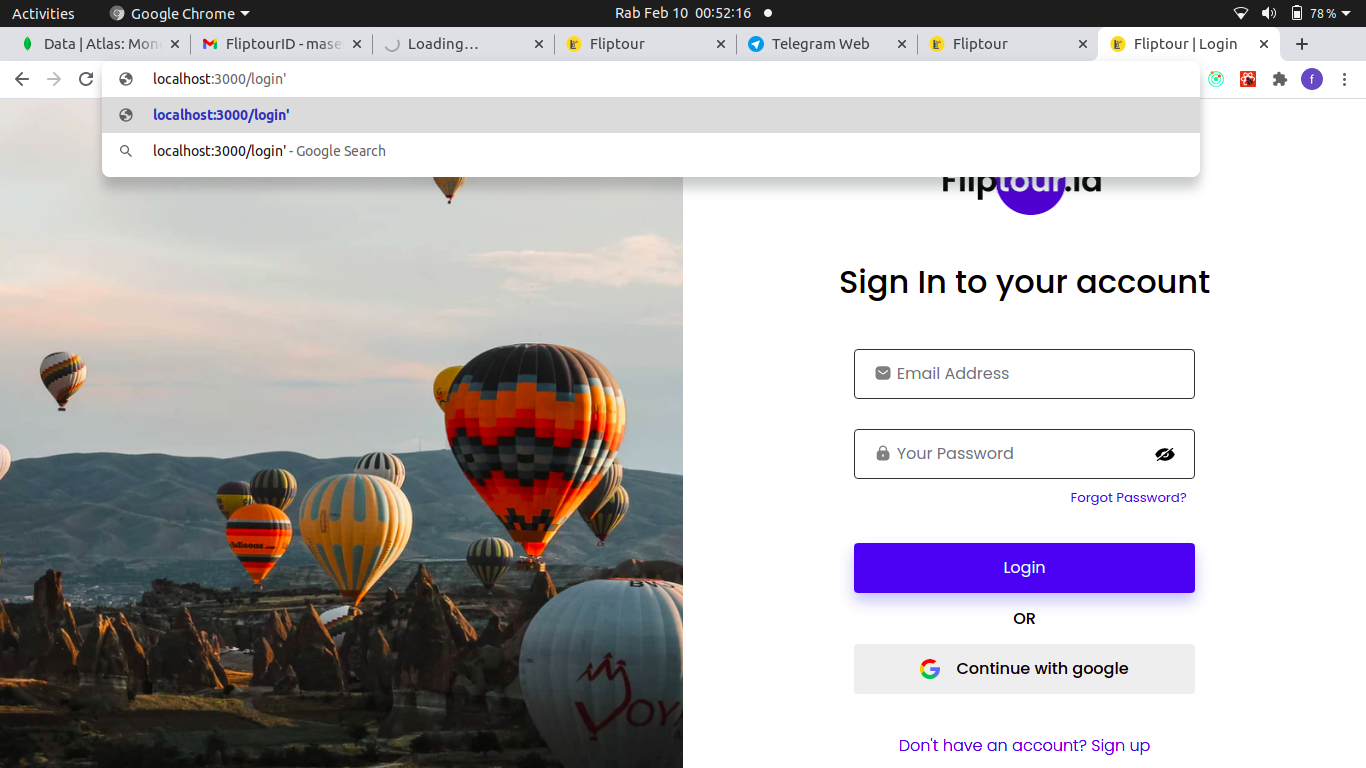 Activities Google Chrome Rab Feb 10 00:52:16 78 %
Data | Atlas: Mon FliptourID - mase Loading... Fliptour Telegram Web Fliptour Fliptour | Login
localhost:3000/login' f
localhost:3000/login'
localhost:3000/login' - Google Search
Fliptour.id
Sign In to your account
Email Address
Your Password
Forgot Password?
Login
OR
Continue with google
Don't have an account? Sign up